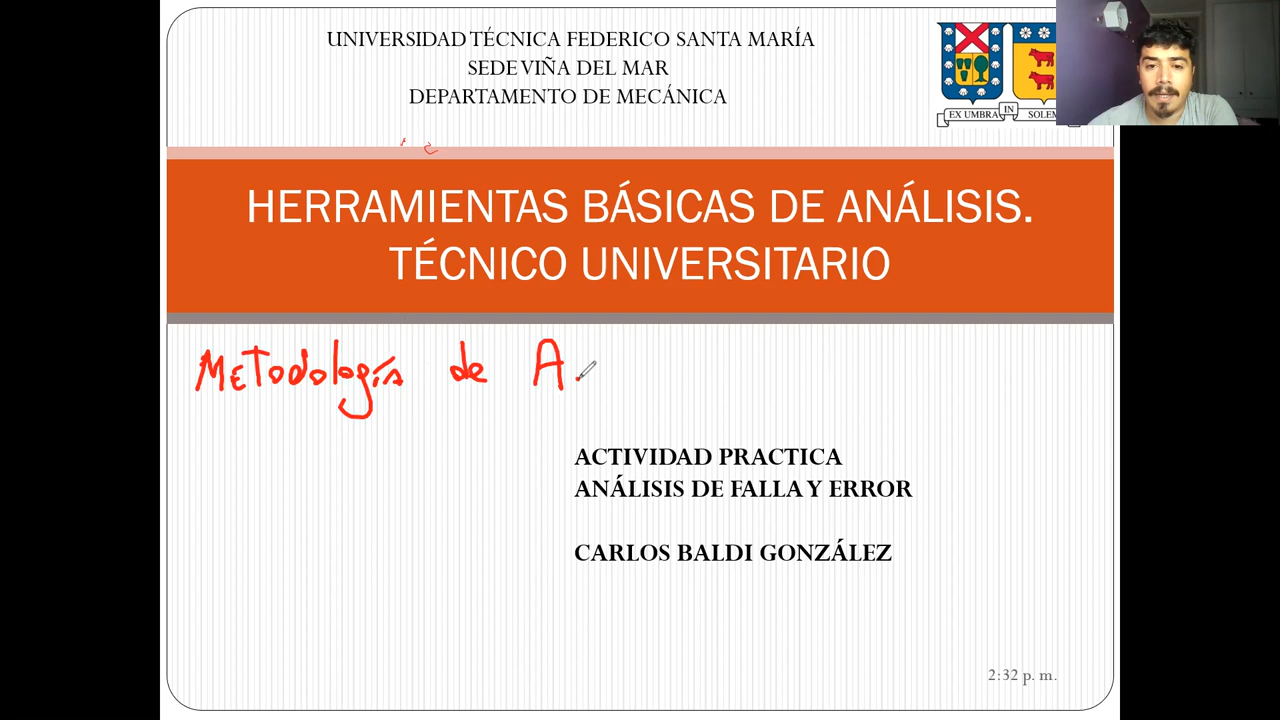 UNIVERSIDAD TÉCNICA FEDERICO SANTA MARÍA
SEDE VIÑA DEL MAR
DEPARTAMENTO DE MECÁNICA
EX UMBRA IN SOLEM
HERRAMIENTAS BÁSICAS DE ANÁLISIS.
TÉCNICO UNIVERSITARIO
Metodología de A.
ACTIVIDAD PRACTICA
ANÁLISIS DE FALLA Y ERROR
CARLOS BALDI GONZÁLEZ
2:32 p. m.